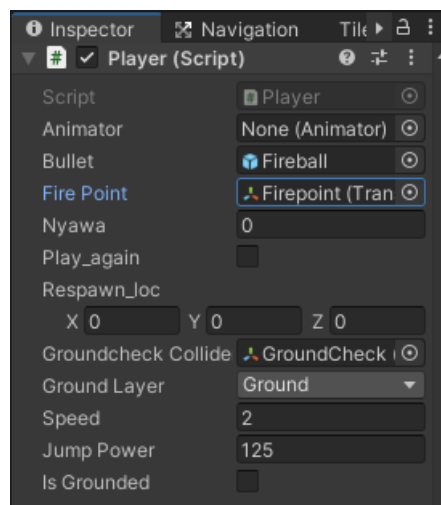 Inspector Navigation Tile
# Player (Script)
Script # Player
Animator None (Animator)
Bullet Fireball
Fire Point Firepoint (Tran
Nyawa 0
Play_again
Respawn_loc
X 0 Y 0 Z 0
Groundcheck Collide GroundCheck (
Ground Layer Ground
Speed 2
Jump Power 125
Is Grounded